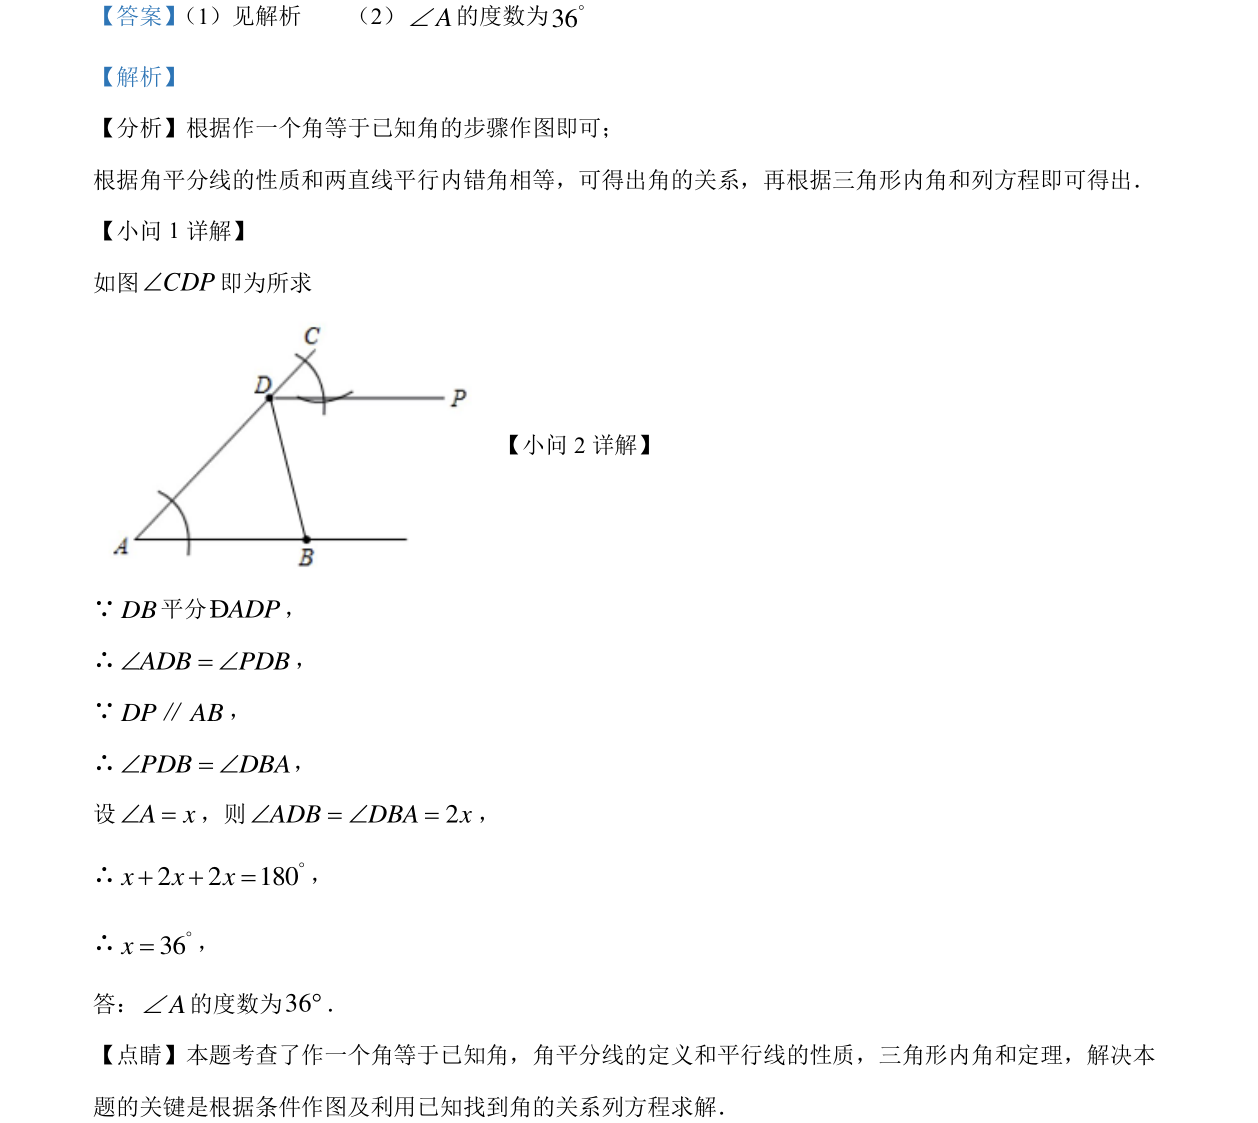 【答案】（1）见解析 （2）∠A的度数为36°
【解析】
【分析】根据作一个角等于已知角的步骤作图即可；
根据角平分线的性质和两直线平行内错角相等，可得出角的关系，再根据三角形内角和列方程即可得出．
【小问 1 详解】
如图∠CDP即为所求
C
D
P
【小问 2 详解】
A
B
∵DB平分ÐADP，
∴∠ADB=∠PDB，
∵DP∥AB，
∴∠PDB=∠DBA，
设∠A=x，则∠ADB=∠DBA=2x，
∴x+2x+2x=180°，
∴x=36°，
答：∠A的度数为36°．
【点睛】本题考查了作一个角等于已知角，角平分线的定义和平行线的性质，三角形内角和定理，解决本
题的关键是根据条件作图及利用已知找到角的关系列方程求解．